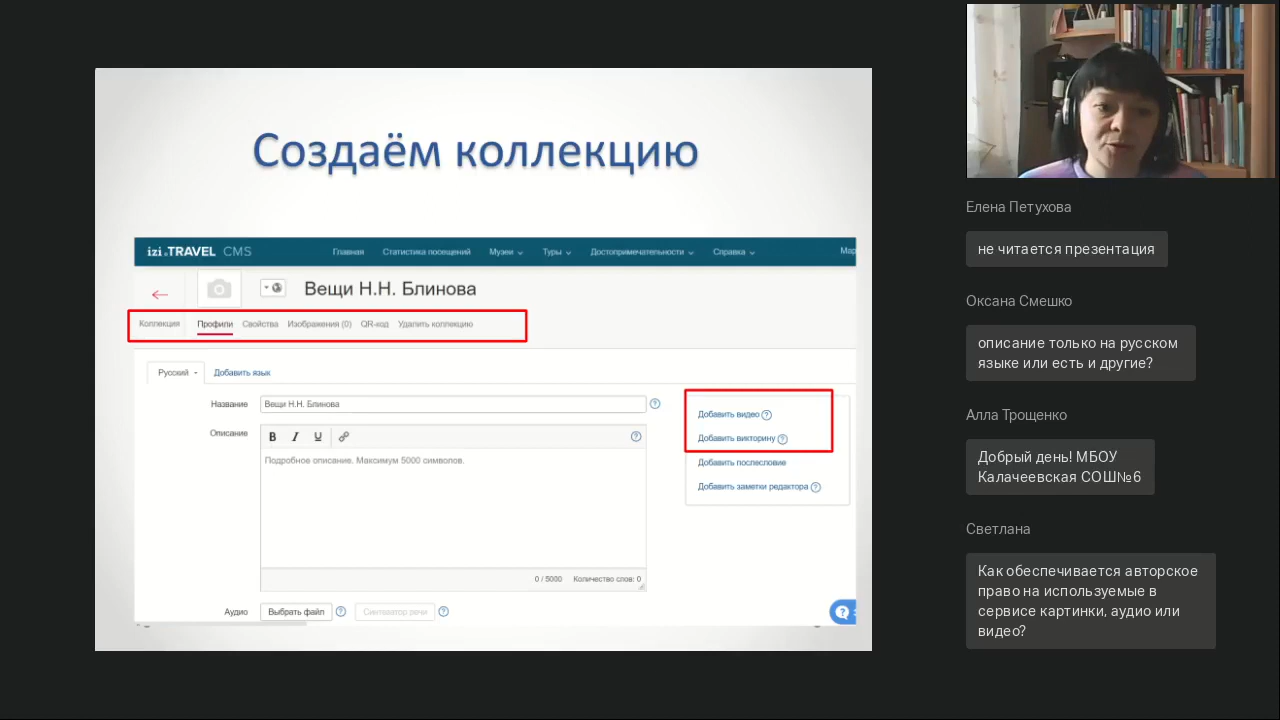 Создаём коллекцию
izi.TRAVEL CMS
Главная Статистика посещений Музеи Туры Достопримечательности Справка Мар
Вещи Н.Н. Блинова
Коллекция Профили Свойства Изображения (0) QR-код Удалить коллекцию
Русский Добавить язык
Название Вещи Н.Н. Блинова
Описание B I U
Подробное описание. Максимум 5000 символов.
0 / 5000 Количество слов: 0
Аудио Выбрать файл Синтезатор речи
Добавить видео
Добавить викторину
Добавить послесловие
Добавить заметки редактора
Елена Петухова
не читается презентация
Оксана Смешко
описание только на русском
языке или есть и другие?
Алла Трощенко
Добрый день! МБОУ
Калачеевская СОШ№6
Светлана
Как обеспечивается авторское
право на используемые в
сервисе картинки, аудио или
видео?